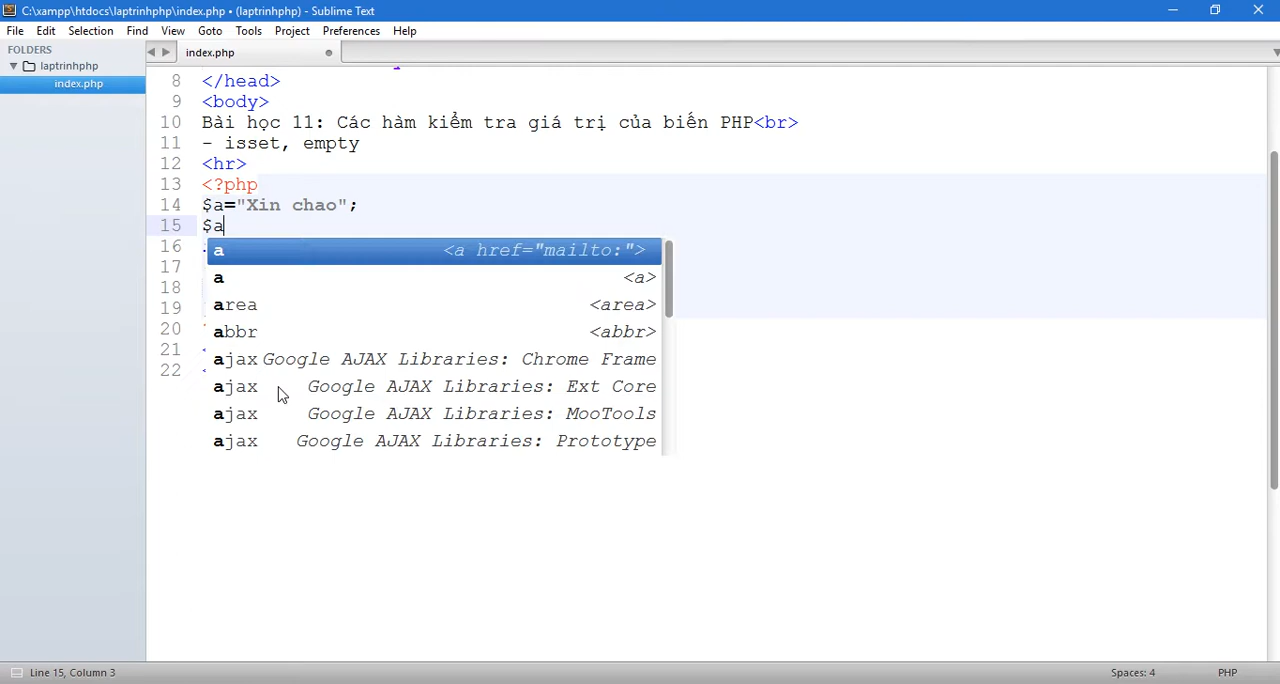 C:\xampp\htdocs\laptrinhphp\index.php • (laptrinhphp) - Sublime Text
File Edit Selection Find View Goto Tools Project Preferences Help
FOLDERS
laptrinhphp
index.php
index.php
8 </head>
9 <body>
10 Bài học 11: Các hàm kiểm tra giá trị của biến PHP<br>
11 - isset, empty
12 <hr>
13 <?php
14 $a="Xin chao";
15 $a
16
17
18
19
20
21
22
a <a href="mailto:">
a <a>
area <area>
abbr <abbr>
ajax Google AJAX Libraries: Chrome Frame
ajax Google AJAX Libraries: Ext Core
ajax Google AJAX Libraries: MooTools
ajax Google AJAX Libraries: Prototype
Line 15, Column 3
Spaces: 4
PHP